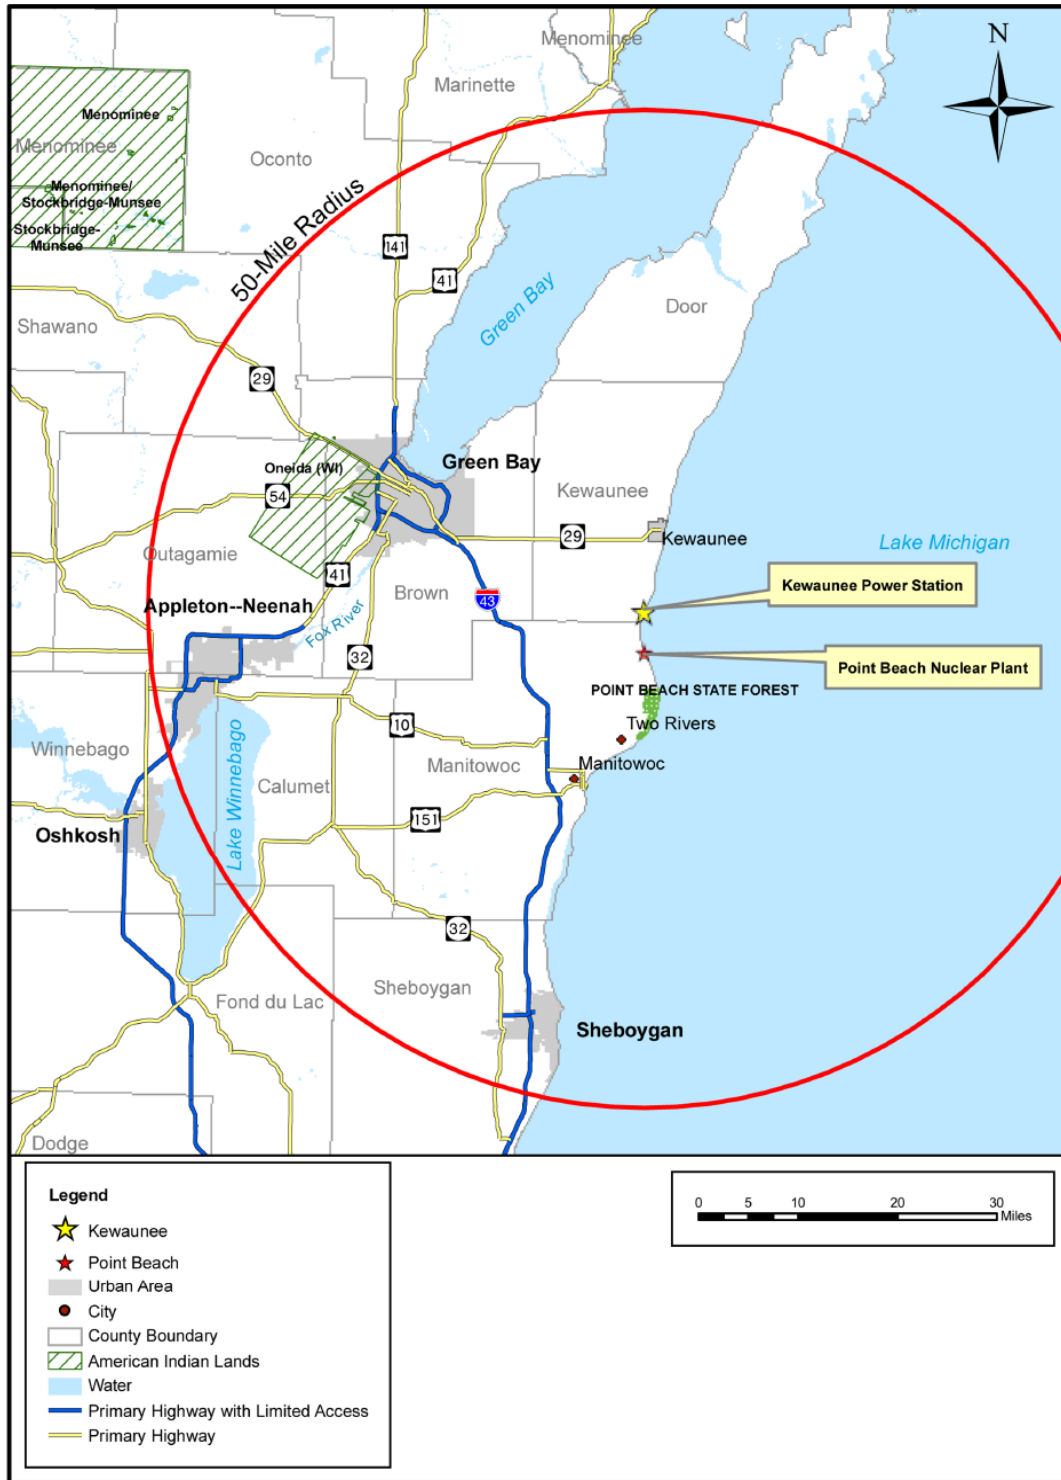 Menominee
N
Marinette
Menominee
Menominee
Oconto
Menominee/
Stockbridge-Munsee
Stockbridge-
Munsee
50-Mile Radius
141
41
Green Bay
Door
Shawano
29
Green Bay
Oneida (WI)
54
Kewaunee
29
Kewaunee
Lake Michigan
Outagamie
41
Brown
43
Kewaunee Power Station
Appleton--Neenah
Fox River
32
Point Beach Nuclear Plant
POINT BEACH STATE FOREST
10
Two Rivers
Winnebago
Manitowoc
Manitowoc
Calumet
Lake Winnebago
151
Oshkosh
32
Sheboygan
Fond du Lac
Sheboygan
Dodge
Legend
Kewaunee
Point Beach
Urban Area
City
County Boundary
American Indian Lands
Water
Primary Highway with Limited Access
Primary Highway
0 5 10 20 30
Miles